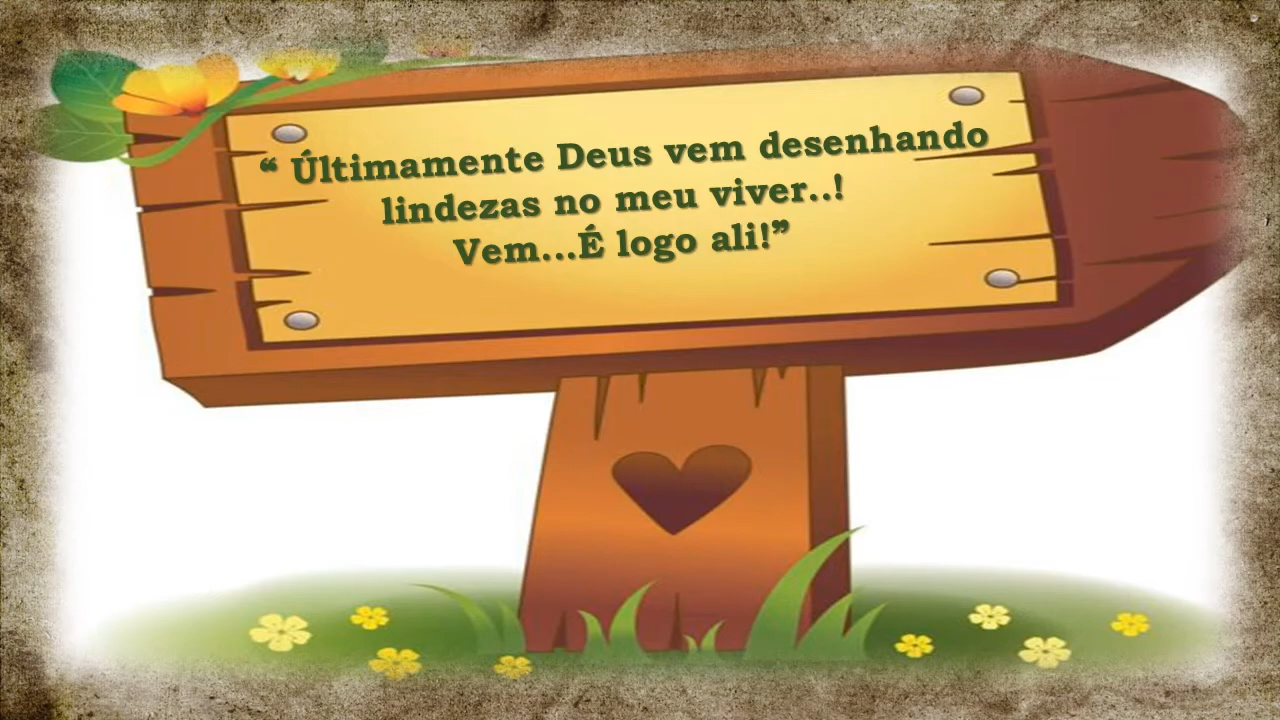 “ Últimamente Deus vem desenhando
lindezas no meu viver..!
Vem...É logo ali!”